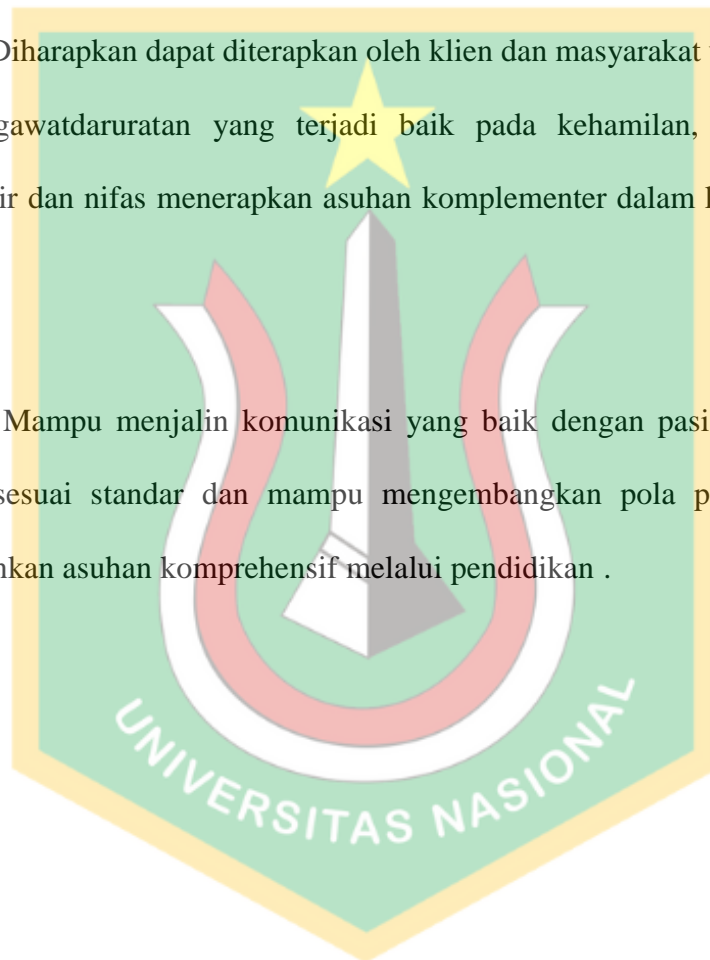 Diharapkan dapat diterapkan oleh klien dan masyarakat
gawatdaruratan yang terjadi baik pada kehamilan,
ir dan nifas menerapkan asuhan komplementer dalam
Mampu menjalin komunikasi yang baik dengan pasi
sesuai standar dan mampu mengembangkan pola p
nkan asuhan komprehensif melalui pendidikan .
UNIVERSITAS NASIONAL